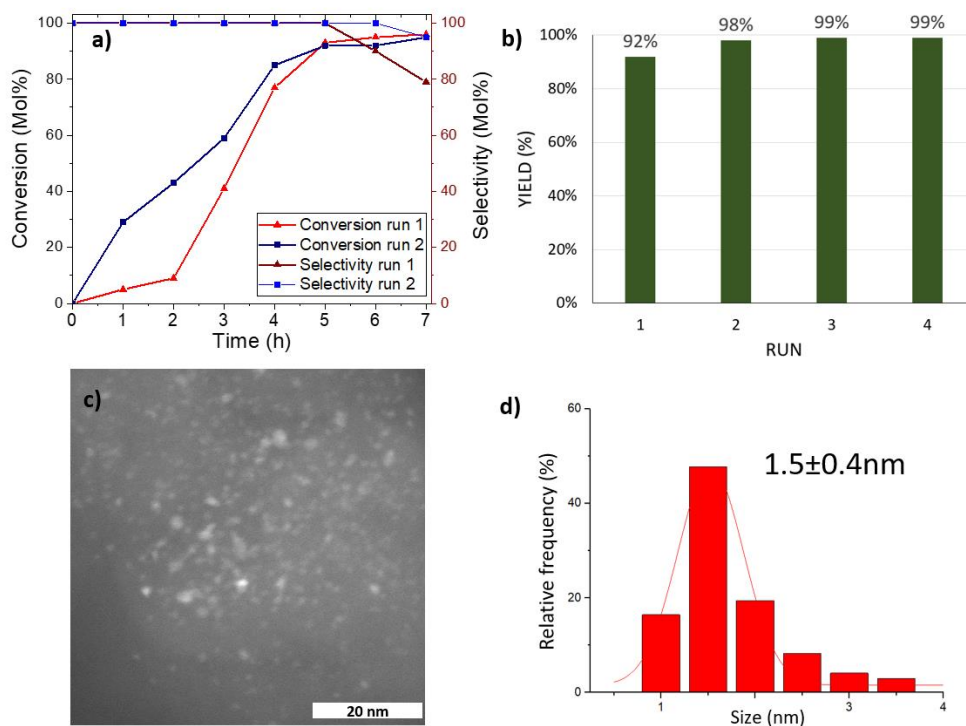 a)
Conversion (Mol%)
Selectivity (Mol%)
100
80
60
40
20
0
100
80
60
40
20
0
Conversion run 1
Conversion run 2
Selectivity run 1
Selectivity run 2
0 1 2 3 4 5 6 7
Time (h)
b)
YIELD (%)
92% 98% 99% 99%
100%
80%
60%
40%
20%
0%
1 2 3 4
RUN
c)
20 nm
d)
Relative frequency (%)
60
40
20
0
1.5±0.4nm
1 3 4
Size (nm)